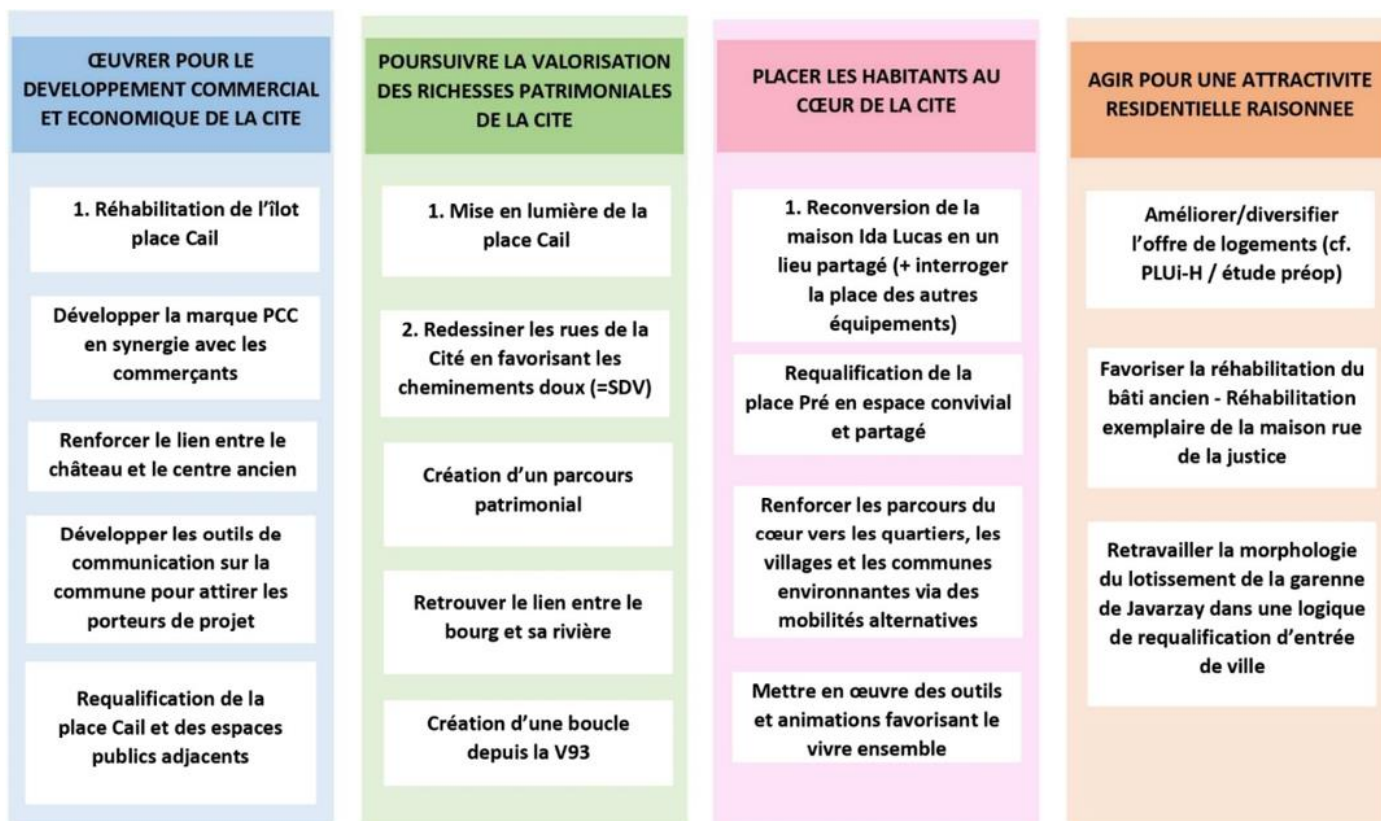 ŒUVRER POUR LE
DEVELOPPEMENT COMMERCIAL
ET ECONOMIQUE DE LA CITE
1. Réhabilitation de l’îlot
place Cail
Développer la marque PCC
en synergie avec les
commerçants
Renforcer le lien entre le
château et le centre ancien
Développer les outils de
communication sur la
commune pour attirer les
porteurs de projet
Requalification de la
place Cail et des espaces
publics adjacents
POURSUIVRE LA VALORISATION
DES RICHESSES PATRIMONIALES
DE LA CITE
1. Mise en lumière de la
place Cail
2. Redessiner les rues de la
Cité en favorisant les
cheminements doux (=SDV)
Création d’un parcours
patrimonial
Retrouver le lien entre le
bourg et sa rivière
Création d’une boucle
depuis la V93
PLACER LES HABITANTS AU
CŒUR DE LA CITE
1. Reconversion de la
maison Ida Lucas en un
lieu partagé (+ interroger
la place des autres
équipements)
Requalification de la
place Pré en espace convivial
et partagé
Renforcer les parcours du
cœur vers les quartiers, les
villages et les communes
environnantes via des
mobilités alternatives
Mettre en œuvre des outils
et animations favorisant le
vivre ensemble
AGIR POUR UNE ATTRACTIVITE
RESIDENTIELLE RAISONNEE
Améliorer/diversifier
l’offre de logements (cf.
PLUi-H / étude préop)
Favoriser la réhabilitation du
bâti ancien - Réhabilitation
exemplaire de la maison rue
de la justice
Retravailler la morphologie
du lotissement de la garenne
de Javarzay dans une logique
de requalification d’entrée
de ville